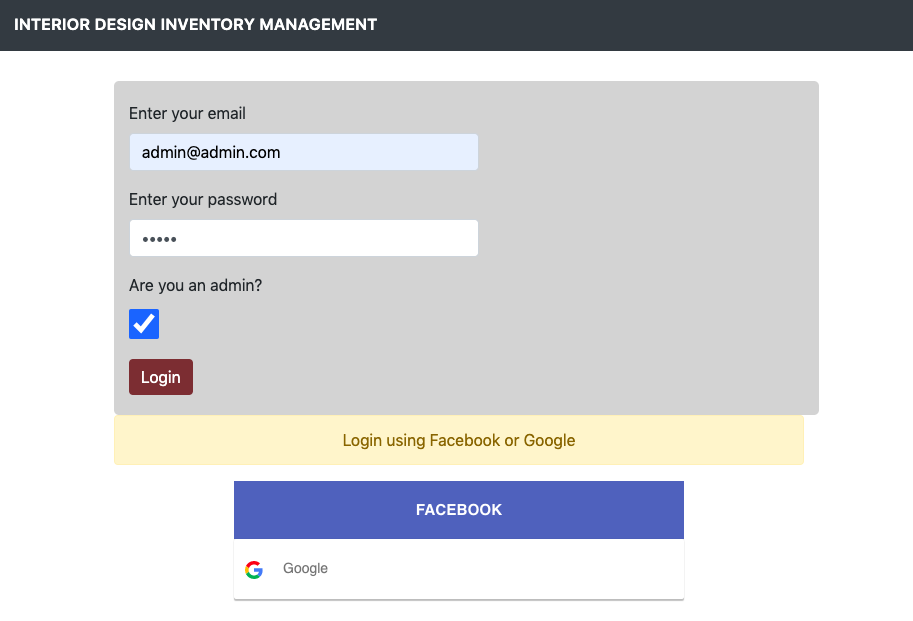 INTERIOR DESIGN INVENTORY MANAGEMENT
Enter your email
admin@admin.com
Enter your password
•••••
Are you an admin?
Login
Login using Facebook or Google
FACEBOOK
Google